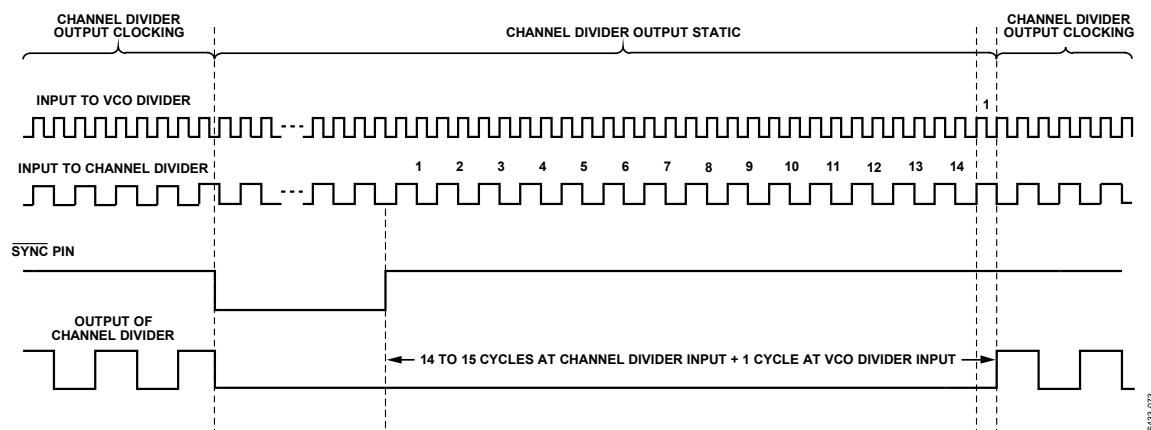 CHANNEL DIVIDER
OUTPUT CLOCKING
CHANNEL DIVIDER OUTPUT STATIC
CHANNEL DIVIDER
OUTPUT CLOCKING
INPUT TO VCO DIVIDER
1
INPUT TO CHANNEL DIVIDER
1 2 3 4 5 6 7 8 9 10 11 12 13 14
SYNC PIN
OUTPUT OF
CHANNEL DIVIDER
14 TO 15 CYCLES AT CHANNEL DIVIDER INPUT + 1 CYCLE AT VCO DIVIDER INPUT